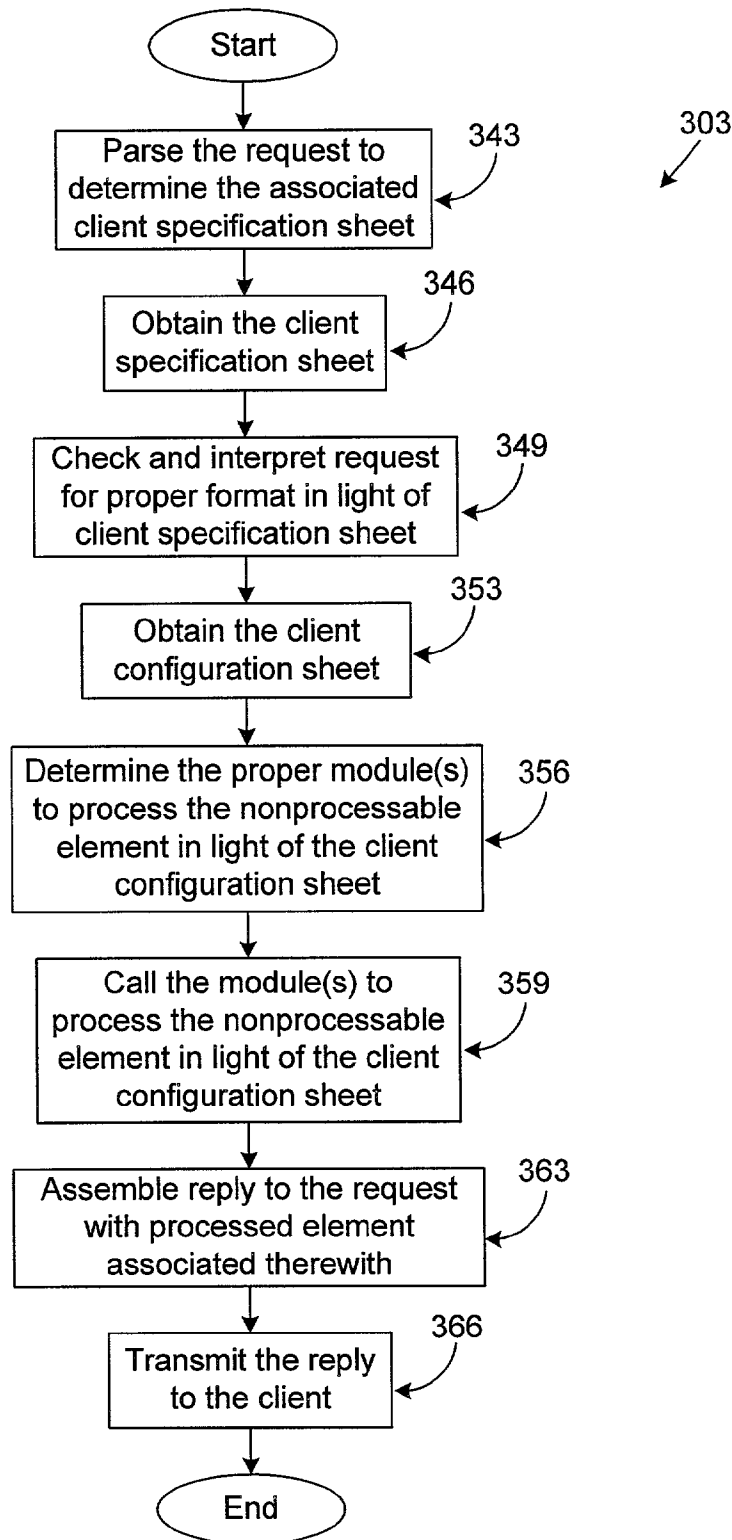 Start
303
Parse the request to
determine the associated
client specification sheet
343
Obtain the client
specification sheet
346
Check and interpret request
for proper format in light of
client specification sheet
349
Obtain the client
configuration sheet
353
Determine the proper module(s)
to process the nonprocessable
element in light of the client
configuration sheet
356
Call the module(s) to
process the nonprocessable
element in light of the client
configuration sheet
359
Assemble reply to the request
with processed element
associated therewith
363
Transmit the reply
to the client
366
End